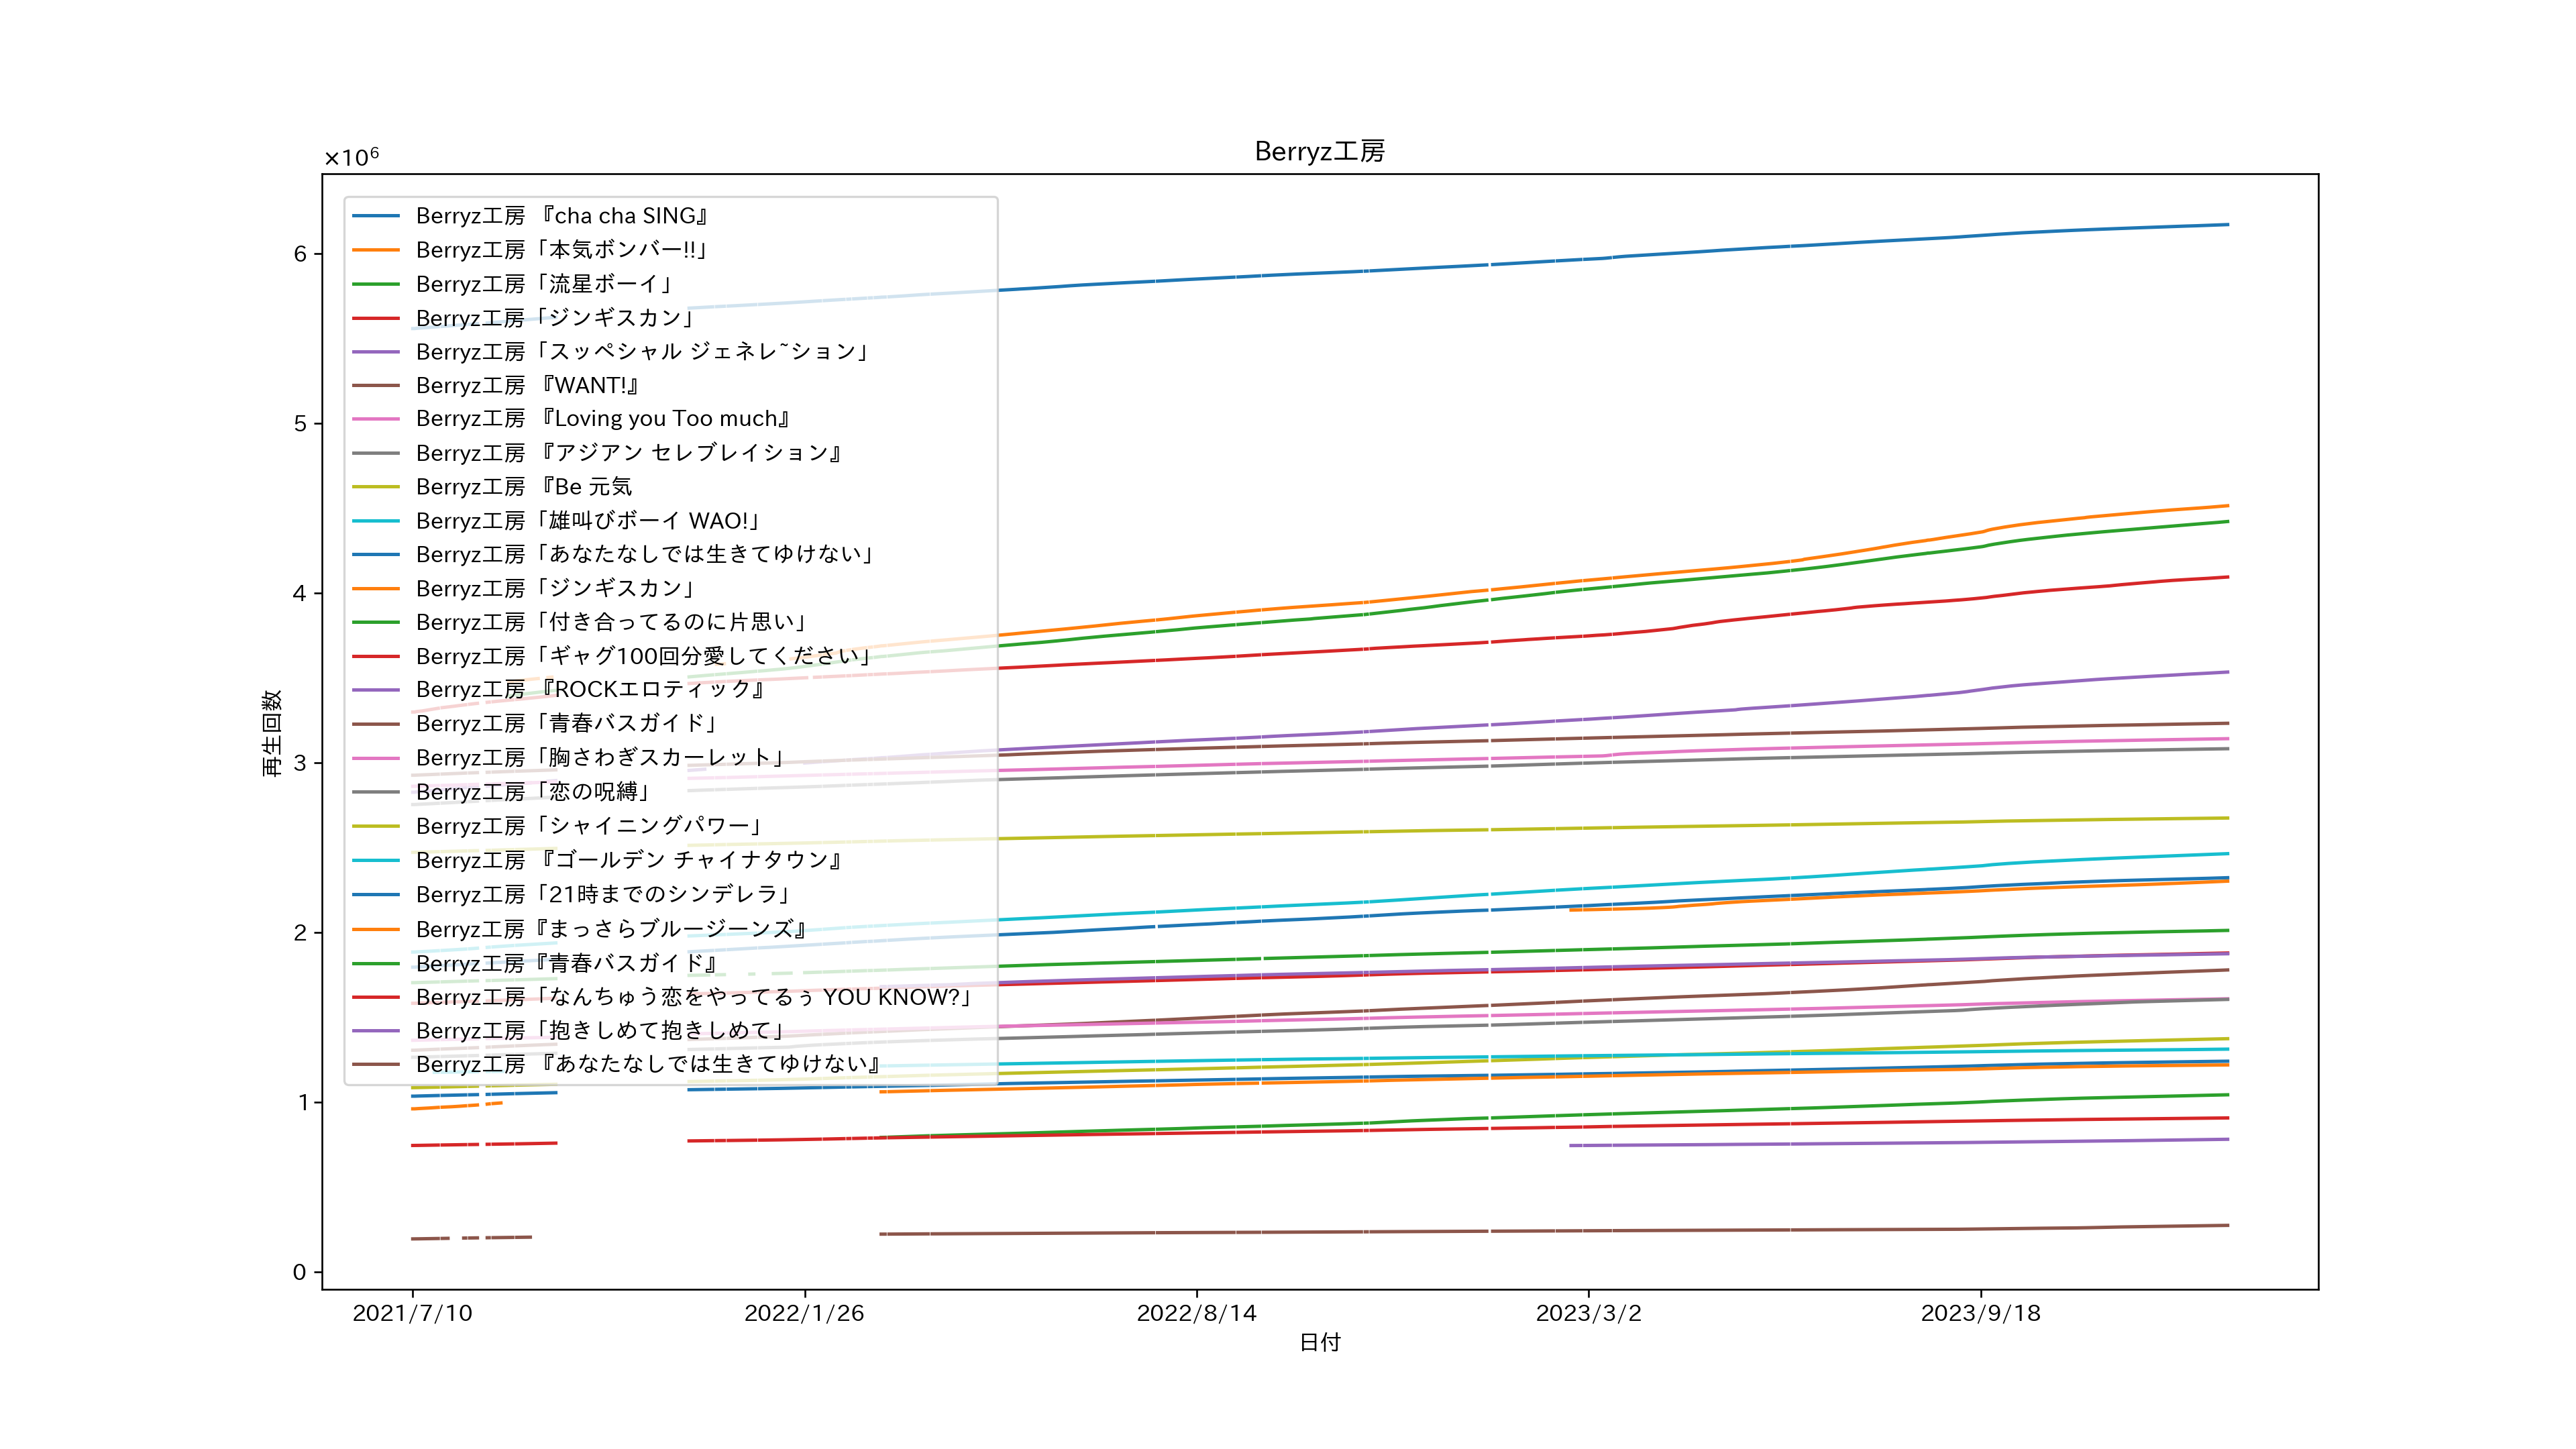 Berryz工房
×10⁶
Berryz工房 『cha cha SING』
Berryz工房「本気ボンバー!!」
Berryz工房「流星ボーイ」
Berryz工房「ジンギスカン」
Berryz工房「スッペシャル ジェネレ~ション」
Berryz工房 『WANT!』
Berryz工房 『Loving you Too much』
Berryz工房 『アジアン セレブレイション』
Berryz工房 『Be 元気
Berryz工房「雄叫びボーイ WAO!」
Berryz工房「あなたなしでは生きてゆけない」
Berryz工房「ジンギスカン」
Berryz工房「付き合ってるのに片思い」
Berryz工房「ギャグ100回分愛してください」
Berryz工房 『ROCKエロティック』
Berryz工房「青春バスガイド」
Berryz工房「胸さわぎスカーレット」
Berryz工房「恋の呪縛」
Berryz工房「シャイニングパワー」
Berryz工房 『ゴールデン チャイナタウン』
Berryz工房「21時までのシンデレラ」
Berryz工房『まっさらブルージーンズ』
Berryz工房『青春バスガイド』
Berryz工房「なんちゅう恋をやってるぅ YOU KNOW?」
Berryz工房「抱きしめて抱きしめて」
Berryz工房 『あなたなしでは生きてゆけない』
再生回数
6
5
4
3
2
1
0
2021/7/10
2022/1/26
2022/8/14
2023/3/2
2023/9/18
日付